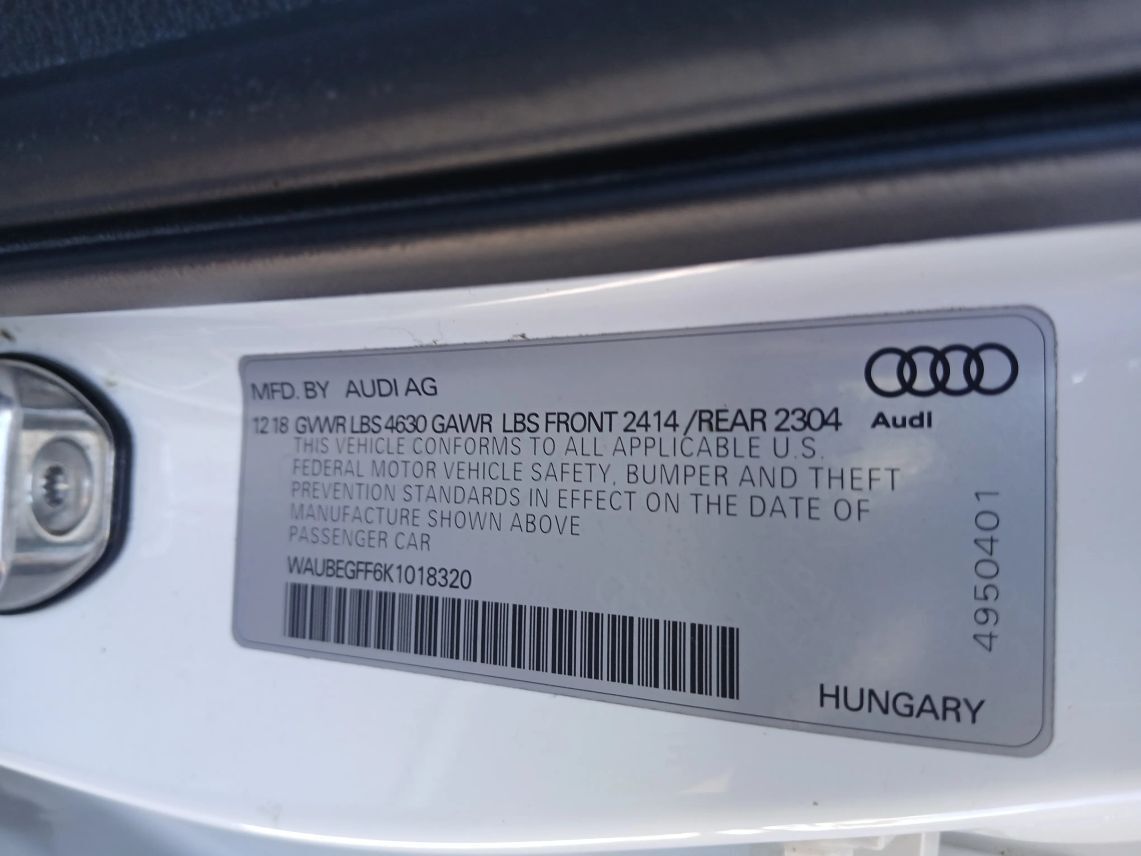 MFD. BY AUDI AG
12 18 GVWR LBS 4630 GAWR LBS FRONT 2414 /REAR 2304
Audi
THIS VEHICLE CONFORMS TO ALL APPLICABLE U.S.
FEDERAL MOTOR VEHICLE SAFETY, BUMPER AND THEFT
PREVENTION STANDARDS IN EFFECT ON THE DATE OF
MANUFACTURE SHOWN ABOVE
PASSENGER CAR
WAUBEGFF6K1018320
4950401
HUNGARY